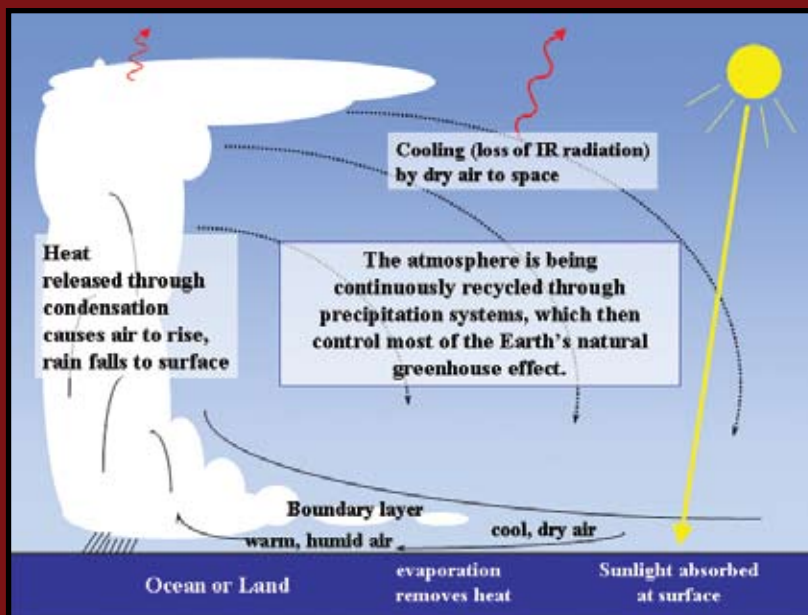 Cooling (loss of IR radiation)
by dry air to space
Heat
released through
condensation
causes air to rise,
rain falls to surface
The atmosphere is being
continuously recycled through
precipitation systems, which then
control most of the Earth's natural
greenhouse effect.
Boundary layer
warm, humid air
cool, dry air
Ocean or Land
evaporation
removes heat
Sunlight absorbed
at surface